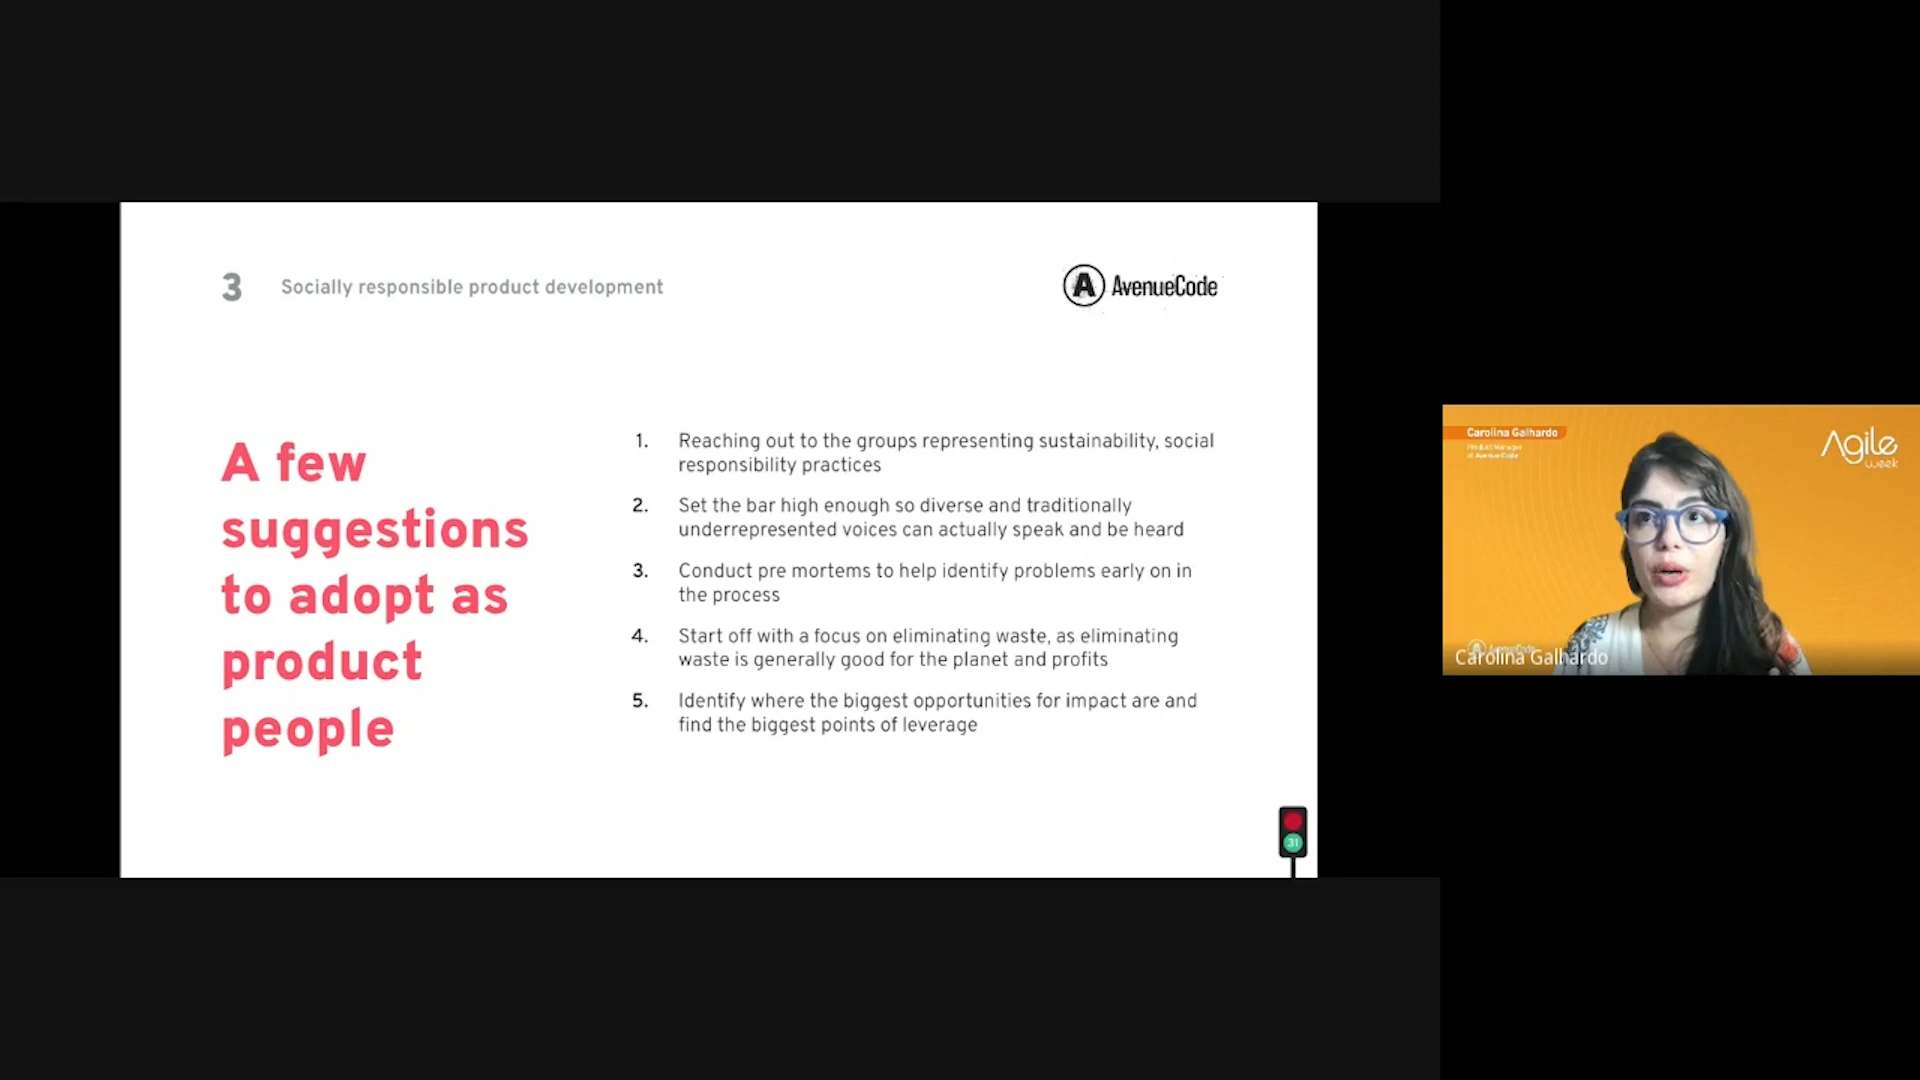 3
Socially responsible product development
A AvenueCode
A few
suggestions
to adopt as
product
people
1. Reaching out to the groups representing sustainability, social
responsibility practices
2. Set the bar high enough so diverse and traditionally
underrepresented voices can actually speak and be heard
3. Conduct pre mortems to help identify problems early on in
the process
4. Start off with a focus on eliminating waste, as eliminating
waste is generally good for the planet and profits
5. Identify where the biggest opportunities for impact are and
find the biggest points of leverage
31
Carolina Galhardo
Product Manager
@ AvenueCode
Agile
week
AvenueCode
Carolina Galhardo